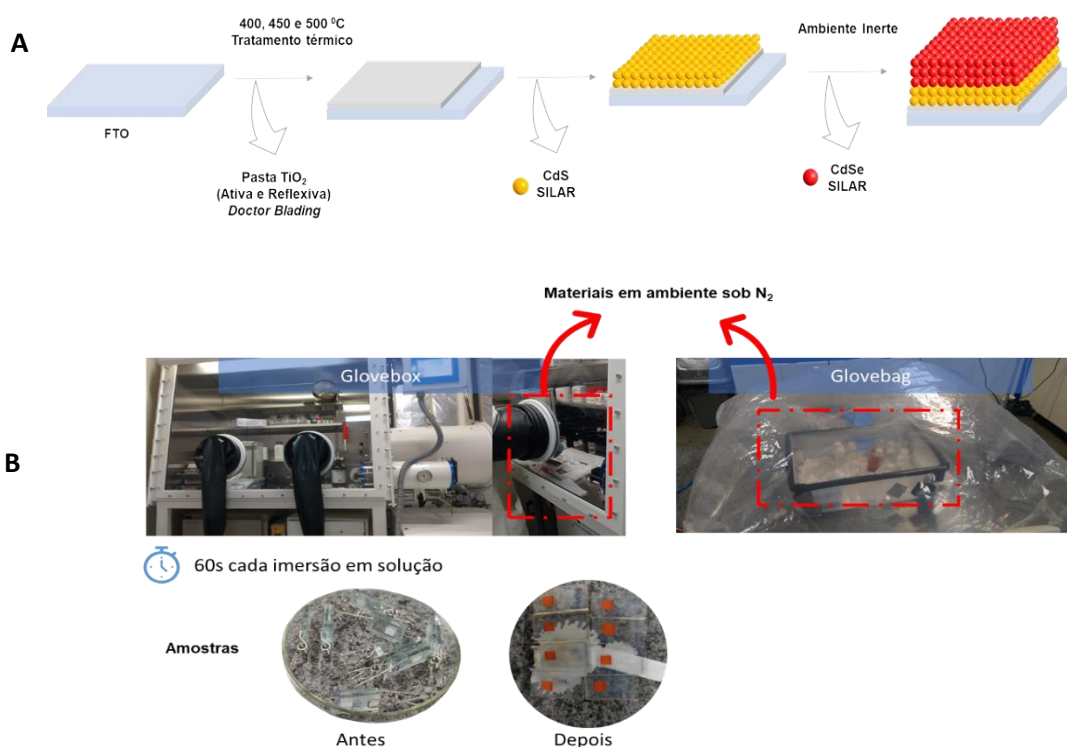 A
400, 450 e 500 ⁰C
Tratamento térmico
Ambiente Inerte
FTO
Pasta TiO₂
(Ativa e Reflexiva)
Doctor Blading
CdS
SILAR
CdSe
SILAR
Materiais em ambiente sob N₂
Glovebox
Glovebag
B
60s cada imersão em solução
Amostras
Antes
Depois